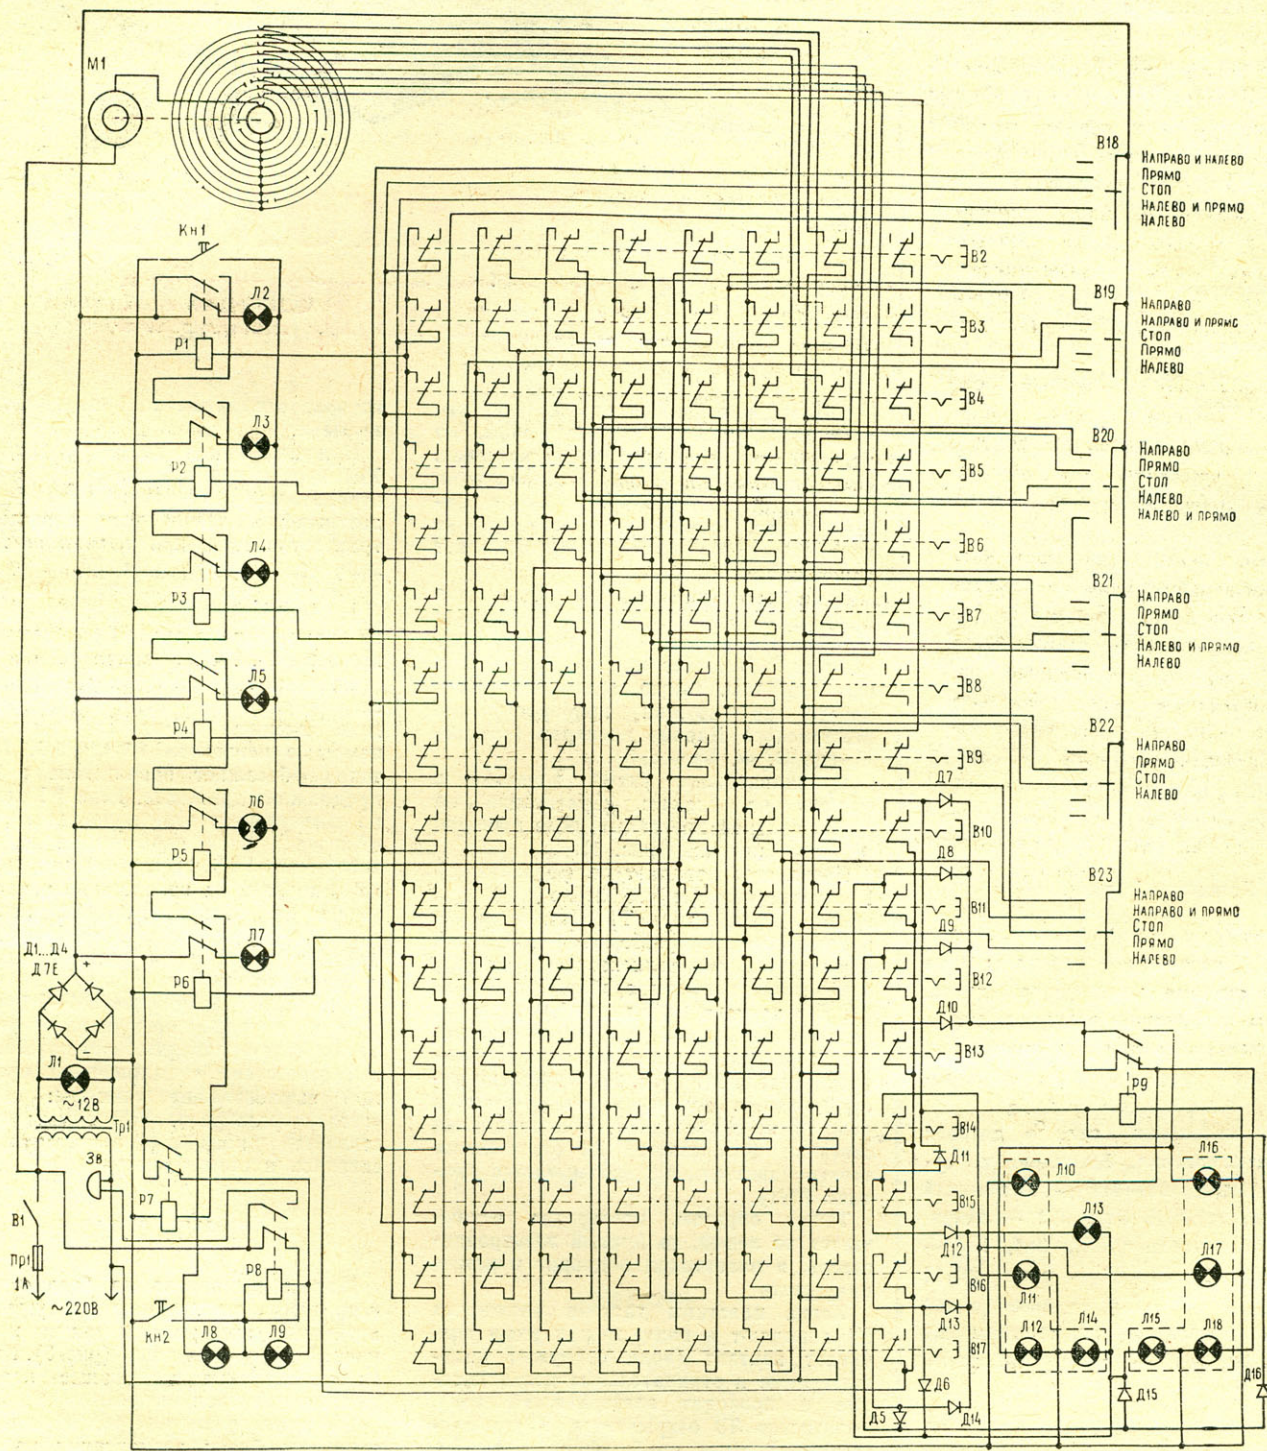 М1
В18
НАПРАВО И НАЛЕВО
ПРЯМО
СТОП
НАЛЕВО И ПРЯМО
НАЛЕВО
Кн1
В2
Л2
В19
НАПРАВО
НАПРАВО И ПРЯМО
СТОП
ПРЯМО
НАЛЕВО
В3
Р1
В4
Л3
В20
НАПРАВО
ПРЯМО
СТОП
НАЛЕВО
НАЛЕВО И ПРЯМО
Р2
В5
Л4
В6
В21
НАПРАВО
ПРЯМО
СТОП
НАЛЕВО И ПРЯМО
НАЛЕВО
Р3
В7
Л5
В8
Р4
В22
НАПРАВО
ПРЯМО
СТОП
НАЛЕВО
В9
Л6
Д7
В10
Р5
Д8
В23
НАПРАВО
НАПРАВО И ПРЯМО
СТОП
ПРЯМО
НАЛЕВО
В11
Л7
Д9
Д1...Д4
Д7Е
+
Р6
В12
Д10
-
Л1
В13
~12В
Р9
Тр1
В14
Зв
Д11
Л10
Л16
Р7
В15
Л13
В1
Д12
Пр1
1А
Р8
В16
Л11
Л17
~220В
Д13
Кн2
Л8
Л9
Л12
Л14
Л15
Л18
В17
Д6
Д5
Д14
Д15
Д16